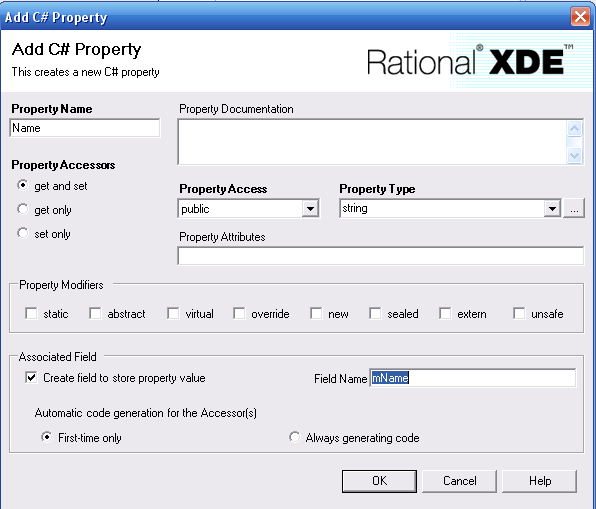 Add C# Property
Add C# Property
This creates a new C# property
Rational® XDE™
Property Name
Name
Property Documentation
Property Accessors
get and set
get only
set only
Property Access
public
Property Type
string
...
Property Attributes
Property Modifiers
static abstract virtual override new sealed extern unsafe
Associated Field
Create field to store property value
Field Name mName
Automatic code generation for the Accessor(s)
First-time only
Always generating code
OK Cancel Help